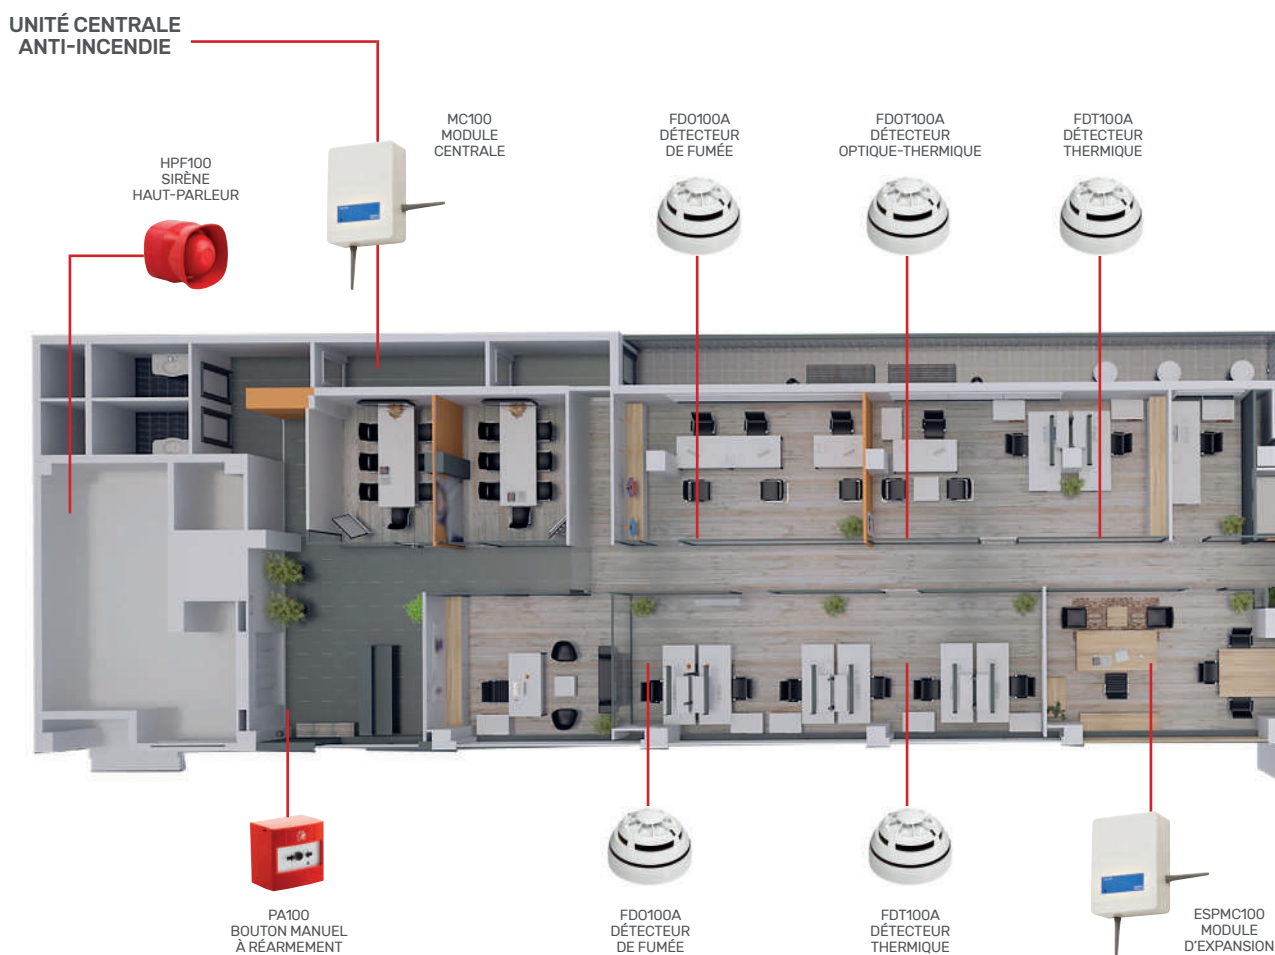 UNITÉ CENTRALE
ANTI-INCENDIE
MC100
MODULE
CENTRALE
HPF100
SIRÈNE
HAUT-PARLEUR
FDO100A
DÉTECTEUR
DE FUMÉE
FDOT100A
DÉTECTEUR
OPTIQUE-THERMIQUE
FDT100A
DÉTECTEUR
THERMIQUE
PA100
BOUTON MANUEL
À RÉARMEMENT
FDO100A
DÉTECTEUR
DE FUMÉE
FDT100A
DÉTECTEUR
THERMIQUE
ESPMC100
MODULE
D'EXPANSION